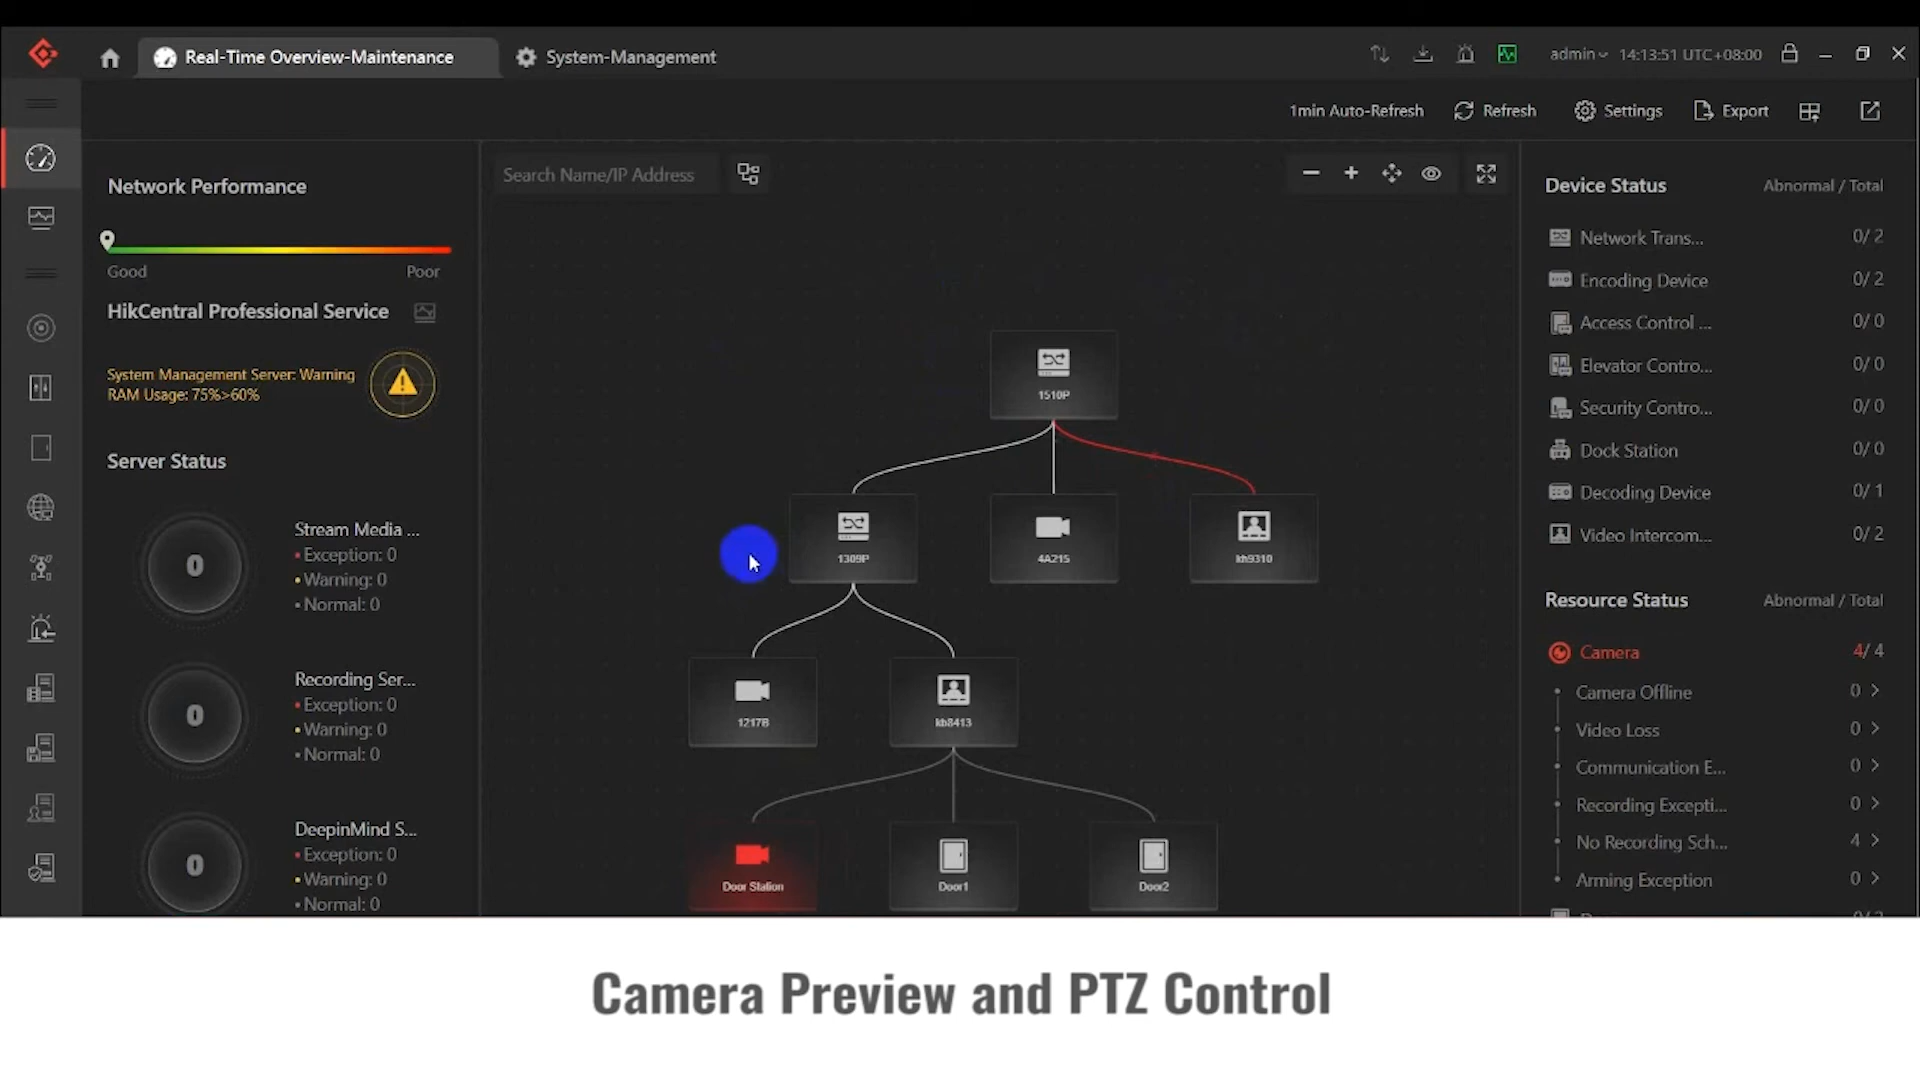 Real-Time Overview-Maintenance
System-Management
admin
14:13:51 UTC+08:00
1min Auto-Refresh
Refresh
Settings
Export
Network Performance
Good
Poor
HikCentral Professional Service
System Management Server: Warning
RAM Usage: 75%>60%
Server Status
0
Stream Media ...
Exception: 0
Warning: 0
Normal: 0
0
Recording Ser...
Exception: 0
Warning: 0
Normal: 0
0
DeepinMind S...
Exception: 0
Warning: 0
Normal: 0
Search Name/IP Address
1510P
1309P
4A215
kh9310
1217B
kb8413
Door Station
Door1
Door2
Device Status
Abnormal / Total
Network Trans...
0/ 2
Encoding Device
0/ 2
Access Control ...
0/ 0
Elevator Contro...
0/ 0
Security Contro...
0/ 0
Dock Station
0/ 0
Decoding Device
0/ 1
Video Intercom...
0/ 2
Resource Status
Abnormal / Total
Camera
4/ 4
Camera Offline
0
Video Loss
0
Communication E...
0
Recording Excepti...
0
No Recording Sch...
4
Arming Exception
0
Camera Preview and PTZ Control